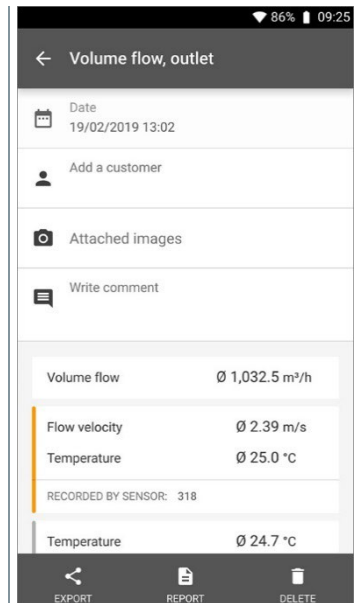 86% 09:25
Volume flow, outlet
Date
19/02/2019 13:02
Add a customer
Attached images
Write comment
Volume flow Ø 1,032.5 m³/h
Flow velocity Ø 2.39 m/s
Temperature Ø 25.0 °C
RECORDED BY SENSOR: 318
Temperature Ø 24.7 °C
EXPORT REPORT DELETE